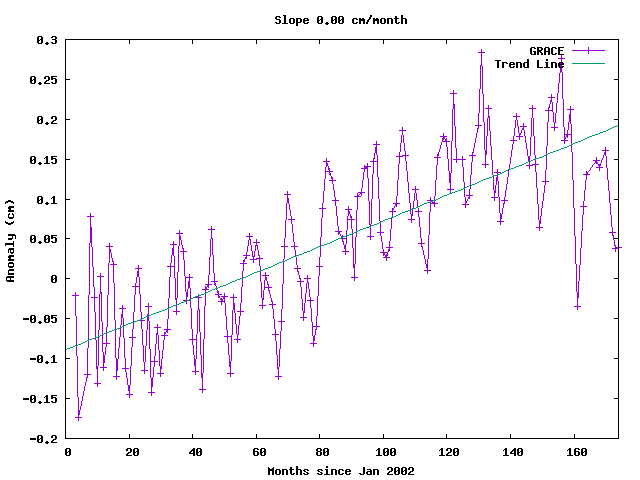 Slope 0.00 cm/month
GRACE
Trend Line
0.3
0.25
0.2
0.15
0.1
0.05
0
-0.05
-0.1
-0.15
-0.2
Anomaly (cm)
0 20 40 60 80 100 120 140 160
Months since Jan 2002